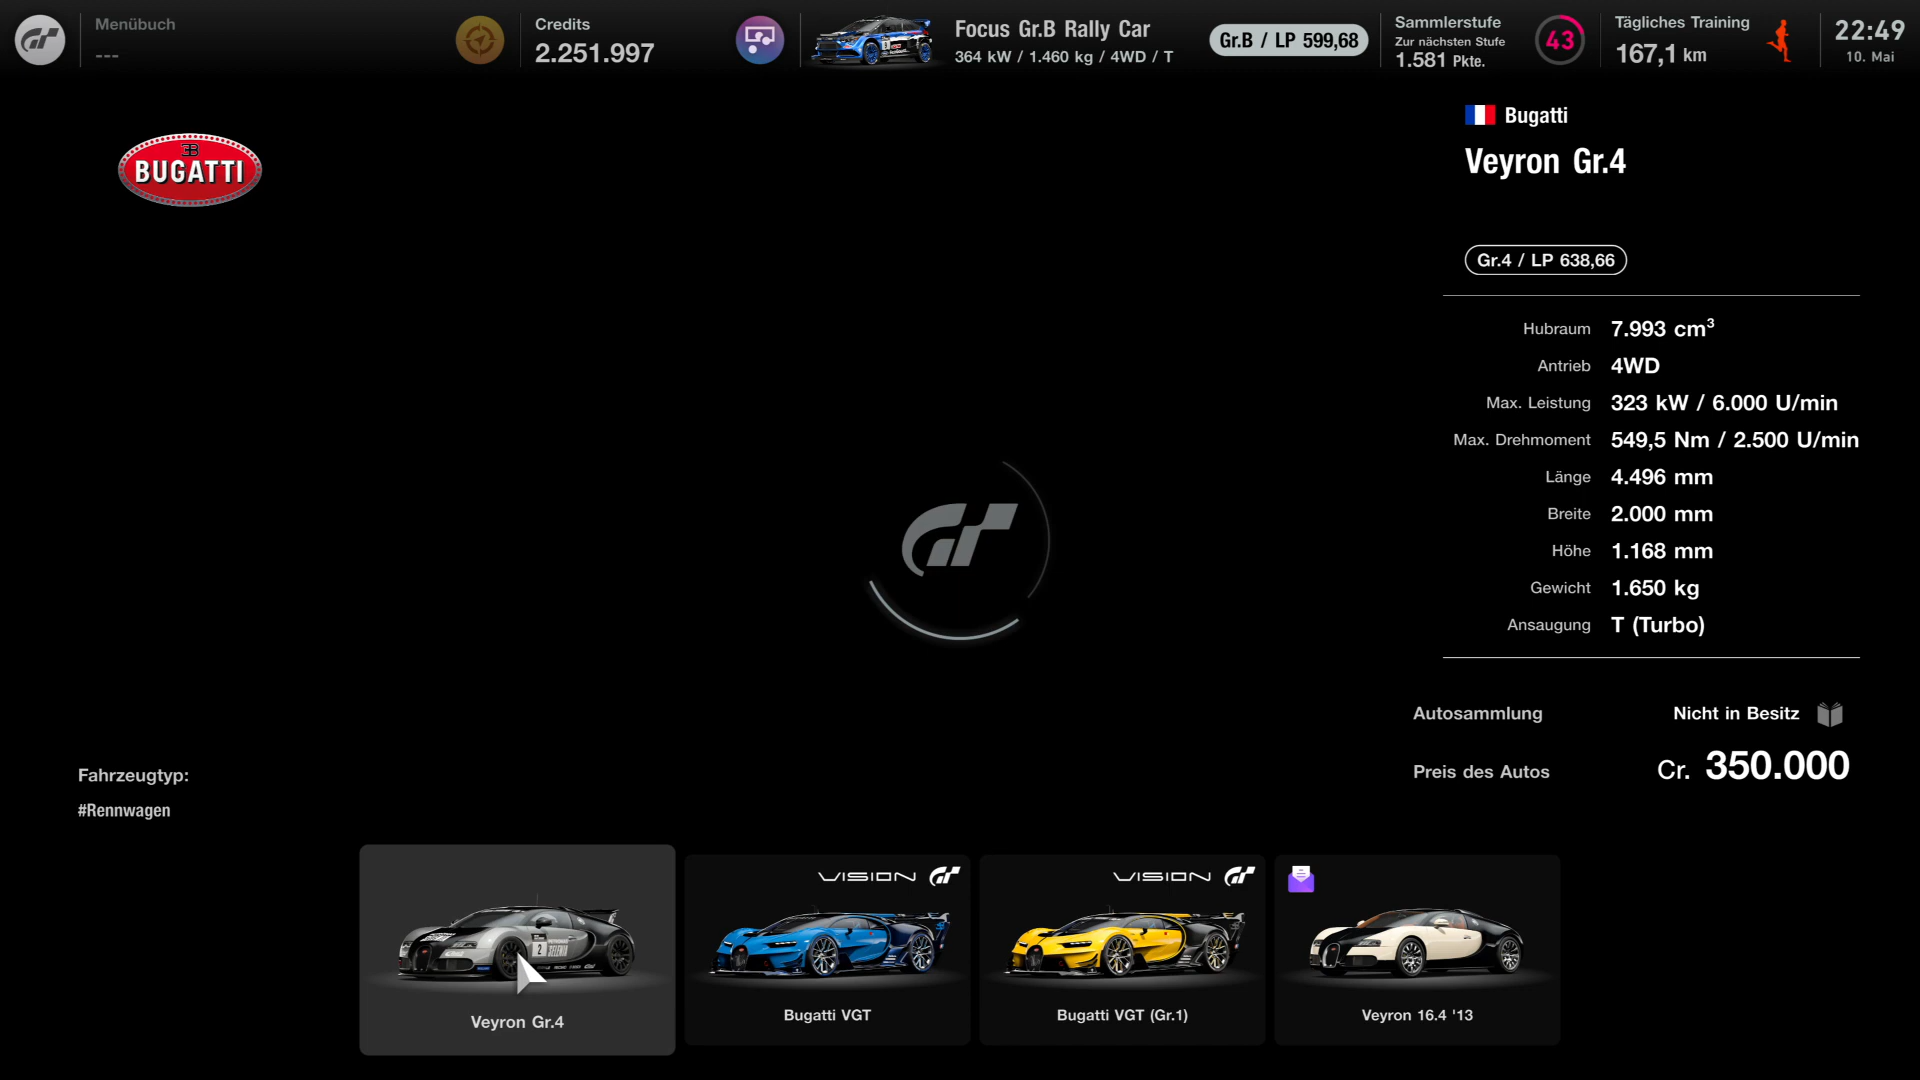 Menübuch
---
Credits
2.251.997
Focus Gr.B Rally Car
364 kW / 1.460 kg / 4WD / T
Gr.B / LP 599,68
Sammlerstufe
Zur nächsten Stufe
1.581 Pkte.
43
Tägliches Training
167,1 km
22:49
10. Mai
EB
BUGATTI
Bugatti
Veyron Gr.4
Gr.4 / LP 638,66
Hubraum 7.993 cm³
Antrieb 4WD
Max. Leistung 323 kW / 6.000 U/min
Max. Drehmoment 549,5 Nm / 2.500 U/min
Länge 4.496 mm
Breite 2.000 mm
Höhe 1.168 mm
Gewicht 1.650 kg
Ansaugung T (Turbo)
Autosammlung Nicht in Besitz
Preis des Autos Cr. 350.000
Fahrzeugtyp:
#Rennwagen
2
Veyron Gr.4
VISION GT
Bugatti VGT
VISION GT
Bugatti VGT (Gr.1)
Veyron 16.4 '13